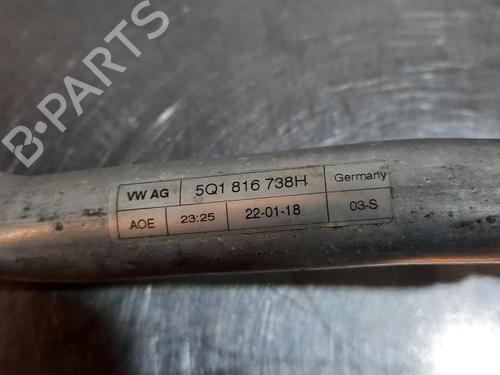 VW AG 5Q1 816 738H Germany
AOE 23:25 22-01-18 03-S
B-PARTS